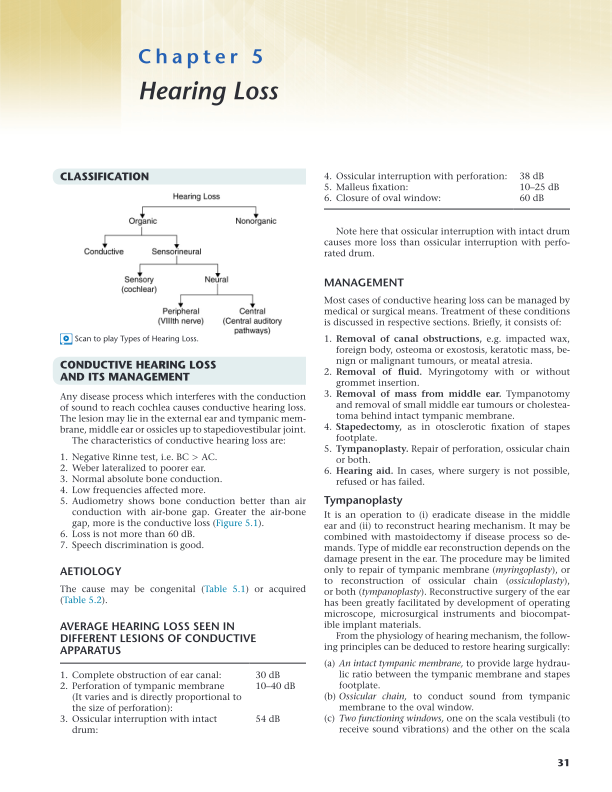 Chapter 5
Hearing Loss
CLASSIFICATION
Hearing Loss
Organic
Nonorganic
Conductive
Sensorineural
Sensory
(cochlear)
Neural
Peripheral
(VIIIth nerve)
Central
(Central auditory
pathways)
Scan to play Types of Hearing Loss.
CONDUCTIVE HEARING LOSS
AND ITS MANAGEMENT
Any disease process which interferes with the conduction
of sound to reach cochlea causes conductive hearing loss.
The lesion may lie in the external ear and tympanic mem-
brane, middle ear or ossicles up to stapediovestibular joint.
The characteristics of conductive hearing loss are:
1. Negative Rinne test, i.e. BC > AC.
2. Weber lateralized to poorer ear.
3. Normal absolute bone conduction.
4. Low frequencies affected more.
5. Audiometry shows bone conduction better than air
conduction with air-bone gap. Greater the air-bone
gap, more is the conductive loss (Figure 5.1).
6. Loss is not more than 60 dB.
7. Speech discrimination is good.
AETIOLOGY
The cause may be congenital (Table 5.1) or acquired
(Table 5.2).
AVERAGE HEARING LOSS SEEN IN
DIFFERENT LESIONS OF CONDUCTIVE
APPARATUS
1. Complete obstruction of ear canal: 30 dB
2. Perforation of tympanic membrane 10–40 dB
(It varies and is directly proportional to
the size of perforation):
3. Ossicular interruption with intact 54 dB
drum:
4. Ossicular interruption with perforation: 38 dB
5. Malleus fixation: 10–25 dB
6. Closure of oval window: 60 dB
Note here that ossicular interruption with intact drum
causes more loss than ossicular interruption with perfo-
rated drum.
MANAGEMENT
Most cases of conductive hearing loss can be managed by
medical or surgical means. Treatment of these conditions
is discussed in respective sections. Briefly, it consists of:
1. Removal of canal obstructions, e.g. impacted wax,
foreign body, osteoma or exostosis, keratotic mass, be-
nign or malignant tumours, or meatal atresia.
2. Removal of fluid. Myringotomy with or without
grommet insertion.
3. Removal of mass from middle ear. Tympanotomy
and removal of small middle ear tumours or cholestea-
toma behind intact tympanic membrane.
4. Stapedectomy, as in otosclerotic fixation of stapes
footplate.
5. Tympanoplasty. Repair of perforation, ossicular chain
or both.
6. Hearing aid. In cases, where surgery is not possible,
refused or has failed.
Tympanoplasty
It is an operation to (i) eradicate disease in the middle
ear and (ii) to reconstruct hearing mechanism. It may be
combined with mastoidectomy if disease process so de-
mands. Type of middle ear reconstruction depends on the
damage present in the ear. The procedure may be limited
only to repair of tympanic membrane (myringoplasty), or
to reconstruction of ossicular chain (ossiculoplasty),
or both (tympanoplasty). Reconstructive surgery of the ear
has been greatly facilitated by development of operating
microscope, microsurgical instruments and biocompat-
ible implant materials.
From the physiology of hearing mechanism, the follow-
ing principles can be deduced to restore hearing surgically:
(a) An intact tympanic membrane, to provide large hydrau-
lic ratio between the tympanic membrane and stapes
footplate.
(b) Ossicular chain, to conduct sound from tympanic
membrane to the oval window.
(c) Two functioning windows, one on the scala vestibuli (to
receive sound vibrations) and the other on the scala
31